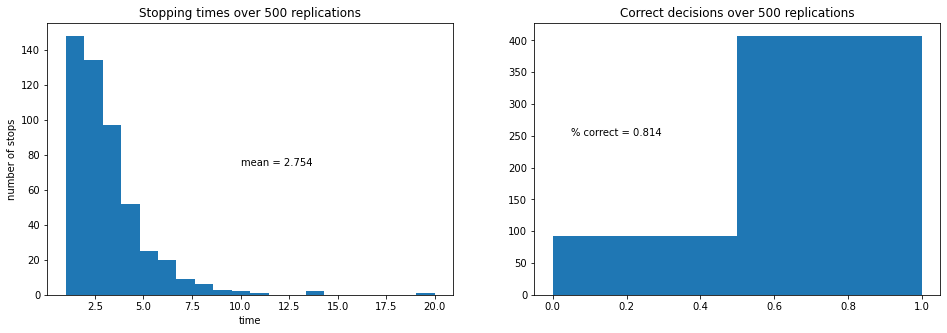 Stopping times over 500 replications
140
120
100
80
60
40
20
0
number of stops
mean = 2.754
2.5 5.0 7.5 10.0 12.5 15.0 17.5 20.0
time
Correct decisions over 500 replications
400
350
300
250
200
150
100
50
0
% correct = 0.814
0.0 0.2 0.4 0.6 0.8 1.0